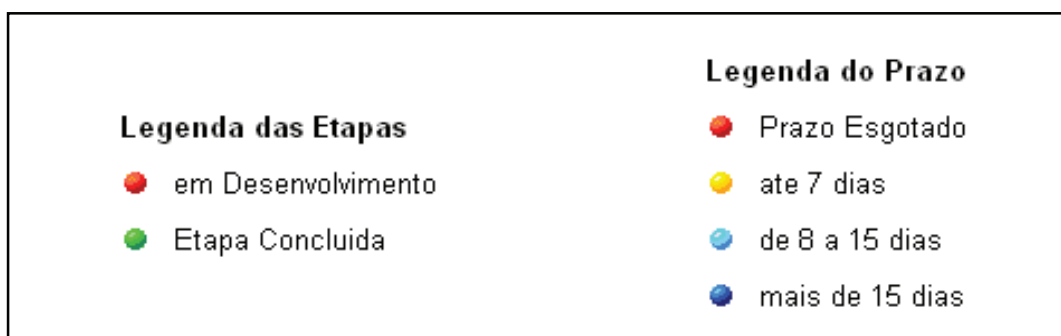 Legenda das Etapas
em Desenvolvimento
Etapa Concluida
Legenda do Prazo
Prazo Esgotado
ate 7 dias
de 8 a 15 dias
mais de 15 dias